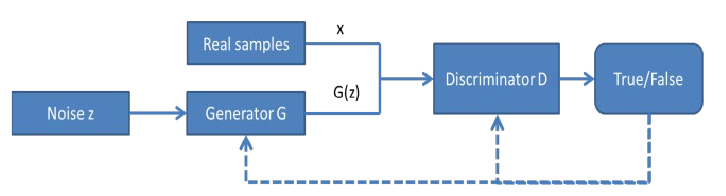 Real samples
x
Noise z
Generator G
G(z)
Discriminator D
True/False